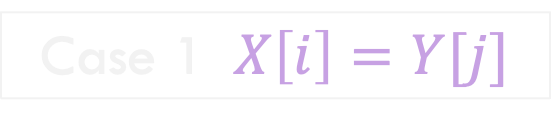 Case 1 X[i] = Y[j]